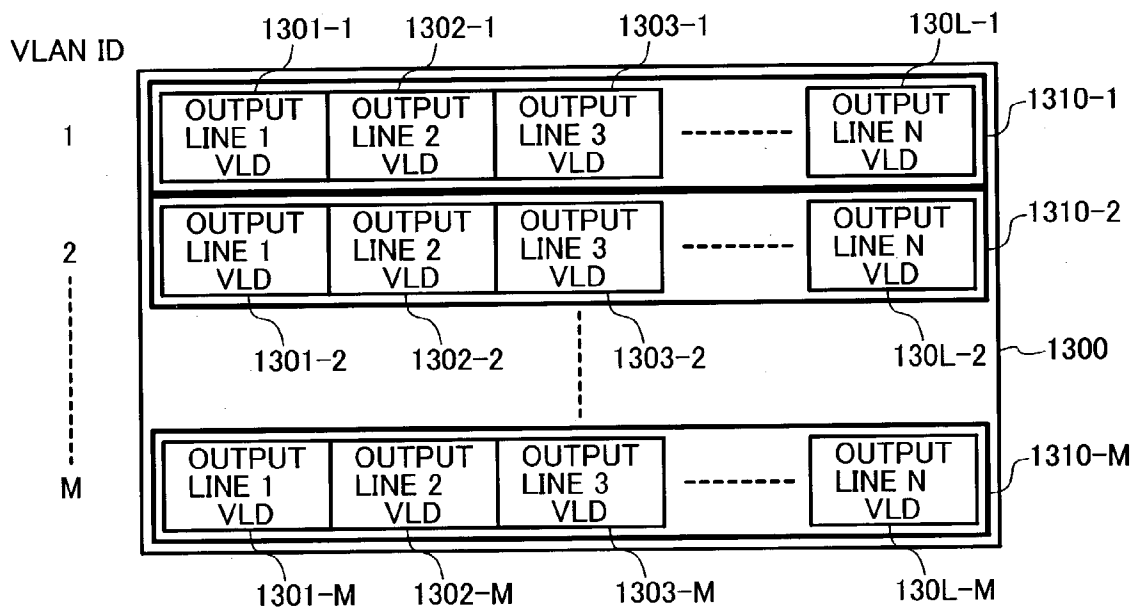 1301-1 1302-1 1303-1 130L-1
VLAN ID
1 OUTPUT LINE 1 VLD OUTPUT LINE 2 VLD OUTPUT LINE 3 VLD OUTPUT LINE N VLD 1310-1
2 OUTPUT LINE 1 VLD OUTPUT LINE 2 VLD OUTPUT LINE 3 VLD OUTPUT LINE N VLD 1310-2
1301-2 1302-2 1303-2 130L-2 1300
M OUTPUT LINE 1 VLD OUTPUT LINE 2 VLD OUTPUT LINE 3 VLD OUTPUT LINE N VLD 1310-M
1301-M 1302-M 1303-M 130L-M